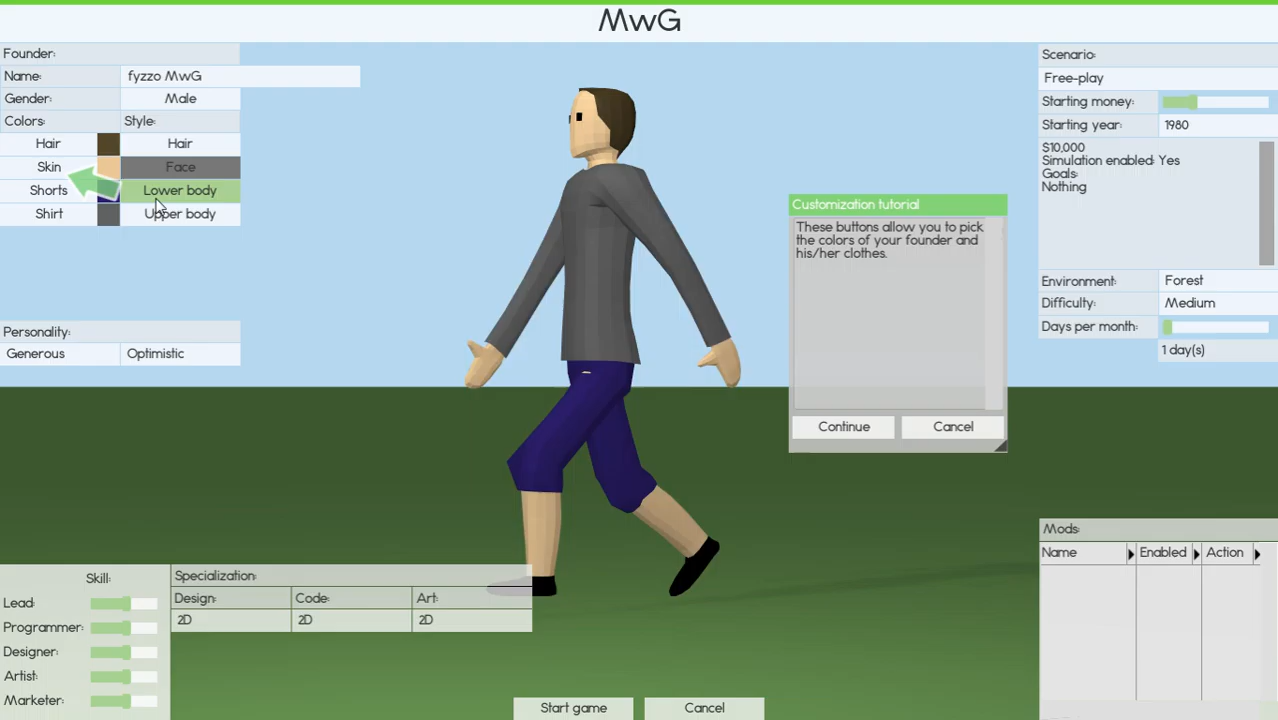 MwG
Founder:
Name: fyzzo MwG
Gender: Male
Colors: Style:
Hair Hair
Skin Face
Shorts Lower body
Shirt Upper body
Personality:
Generous Optimistic
Skill:
Lead:
Programmer:
Designer:
Artist:
Marketer:
Specialization:
Design: Code: Art:
2D 2D 2D
Customization tutorial
These buttons allow you to pick
the colors of your founder and
his/her clothes.
Continue Cancel
Scenario:
Free-play
Starting money:
Starting year: 1980
$10,000
Simulation enabled: Yes
Goals:
Nothing
Environment: Forest
Difficulty: Medium
Days per month:
1 day(s)
Mods:
Name Enabled Action
Start game Cancel